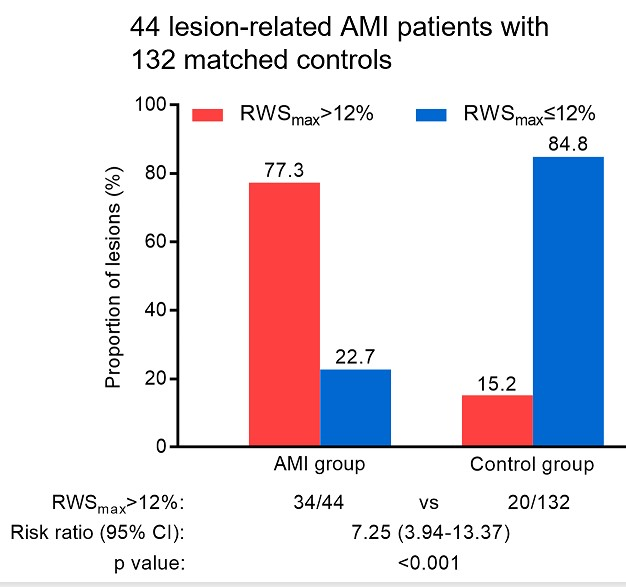 44 lesion-related AMI patients with
132 matched controls
RWSmax>12%
RWSmax≤12%
Proportion of lesions (%)
100
80
60
40
20
0
77.3
22.7
15.2
84.8
AMI group
Control group
RWSmax>12%: 34/44 vs 20/132
Risk ratio (95% CI): 7.25 (3.94-13.37)
p value: <0.001